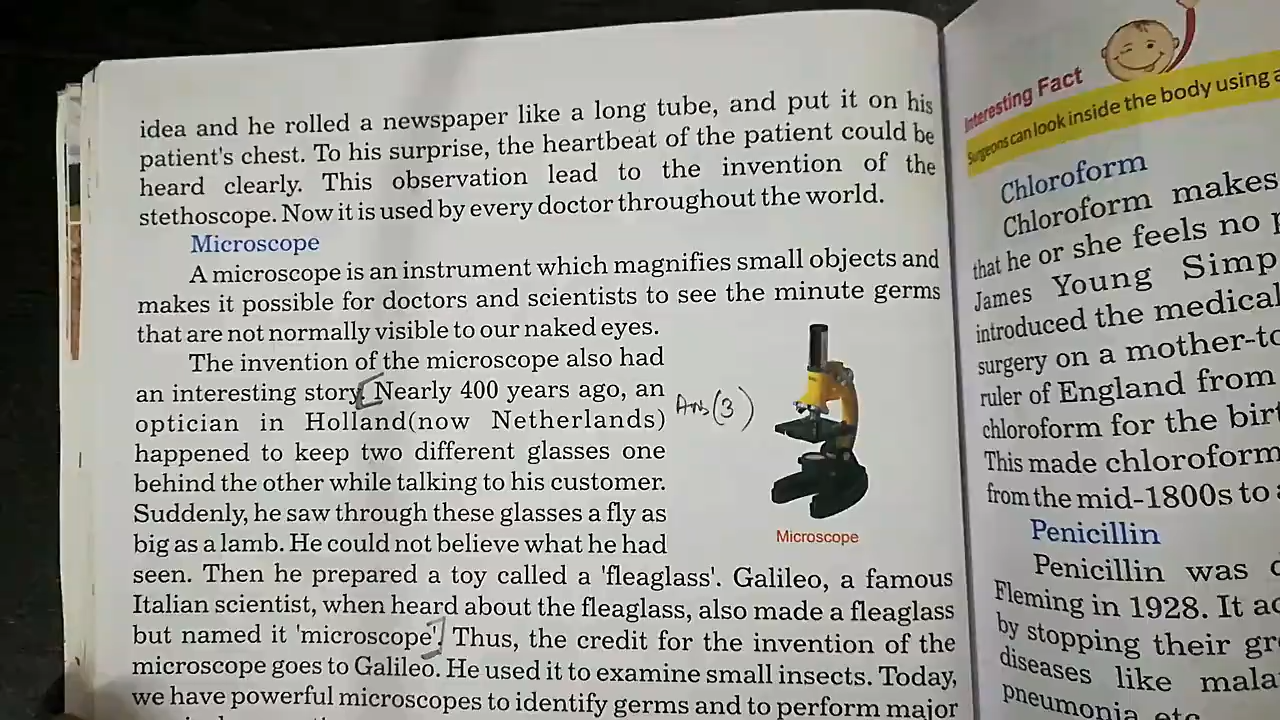 idea and he rolled a newspaper like a long tube, and put it on his
patient's chest. To his surprise, the heartbeat of the patient could be
heard clearly. This observation lead to the invention of the
stethoscope. Now it is used by every doctor throughout the world.
Microscope
A microscope is an instrument which magnifies small objects and
makes it possible for doctors and scientists to see the minute germs
that are not normally visible to our naked eyes.
The invention of the microscope also had
an interesting story. Nearly 400 years ago, an
optician in Holland(now Netherlands)
happened to keep two different glasses one
behind the other while talking to his customer.
Suddenly, he saw through these glasses a fly as
big as a lamb. He could not believe what he had
seen. Then he prepared a toy called a 'fleaglass'. Galileo, a famous
Italian scientist, when heard about the fleaglass, also made a fleaglass
but named it 'microscope'. Thus, the credit for the invention of the
microscope goes to Galileo. He used it to examine small insects. Today,
we have powerful microscopes to identify germs and to perform major
Ans(3)
Microscope
Interesting Fact
Surgeons can look inside the body using a
Chloroform
Chloroform makes
that he or she feels no
James Young Simp
introduced the medical
surgery on a mother-to
ruler of England from
chloroform for the birt
This made chloroform
from the mid-1800s to
Penicillin
Penicillin was
Fleming in 1928. It
by stopping their gr
diseases like mala
pneumonia, etc.